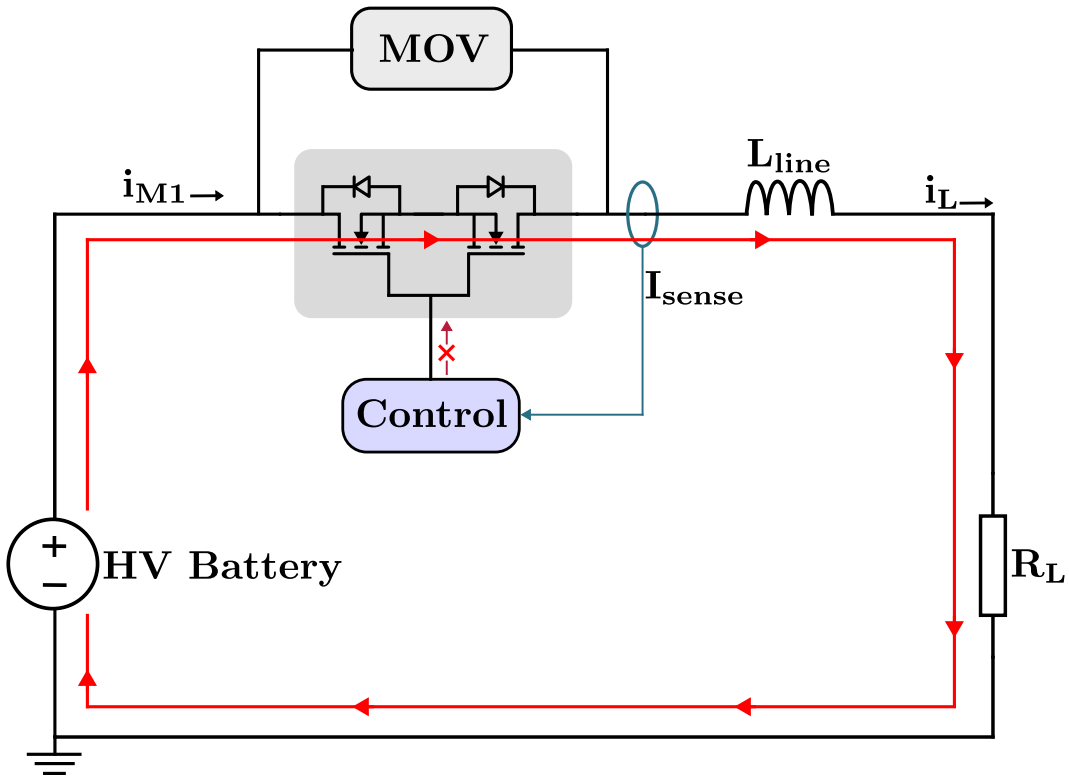 MOV
L_line
i_M1
i_L
I_sense
Control
+
−
HV Battery
R_L